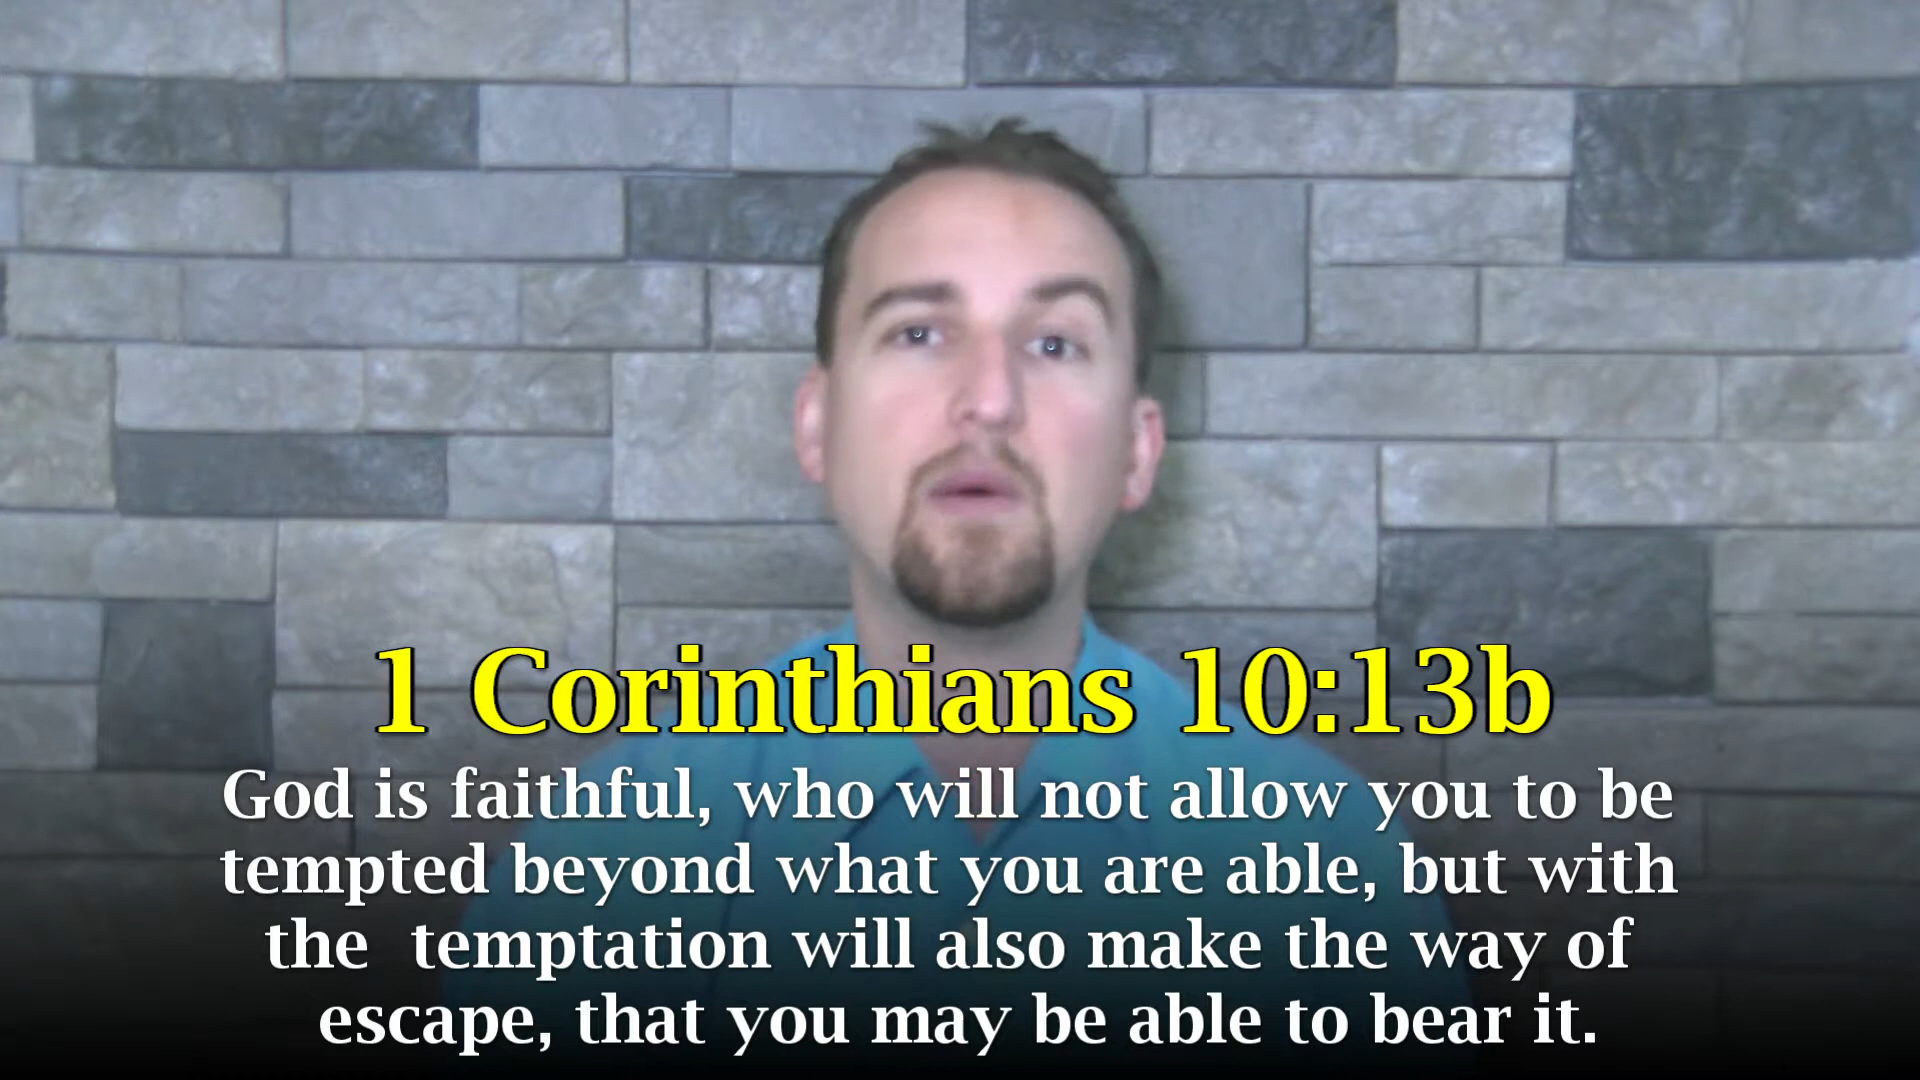 1 Corinthians 10:13b
God is faithful, who will not allow you to be
tempted beyond what you are able, but with
the  temptation will also make the way of
escape, that you may be able to bear it.